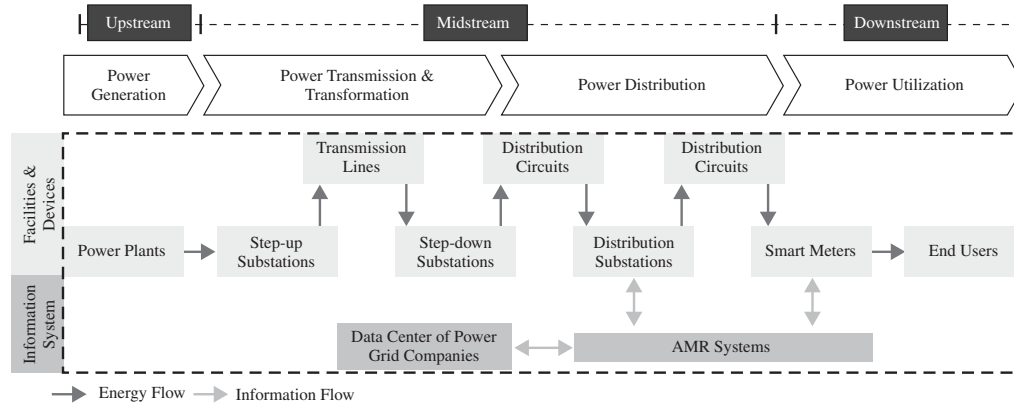 Upstream
Midstream
Downstream
Power
Generation
Power Transmission &
Transformation
Power Distribution
Power Utilization
Facilities &
Devices
Transmission
Lines
Distribution
Circuits
Distribution
Circuits
Power Plants
Step-up
Substations
Step-down
Substations
Distribution
Substations
Smart Meters
End Users
Information
System
Data Center of Power
Grid Companies
AMR Systems
Energy Flow
Information Flow